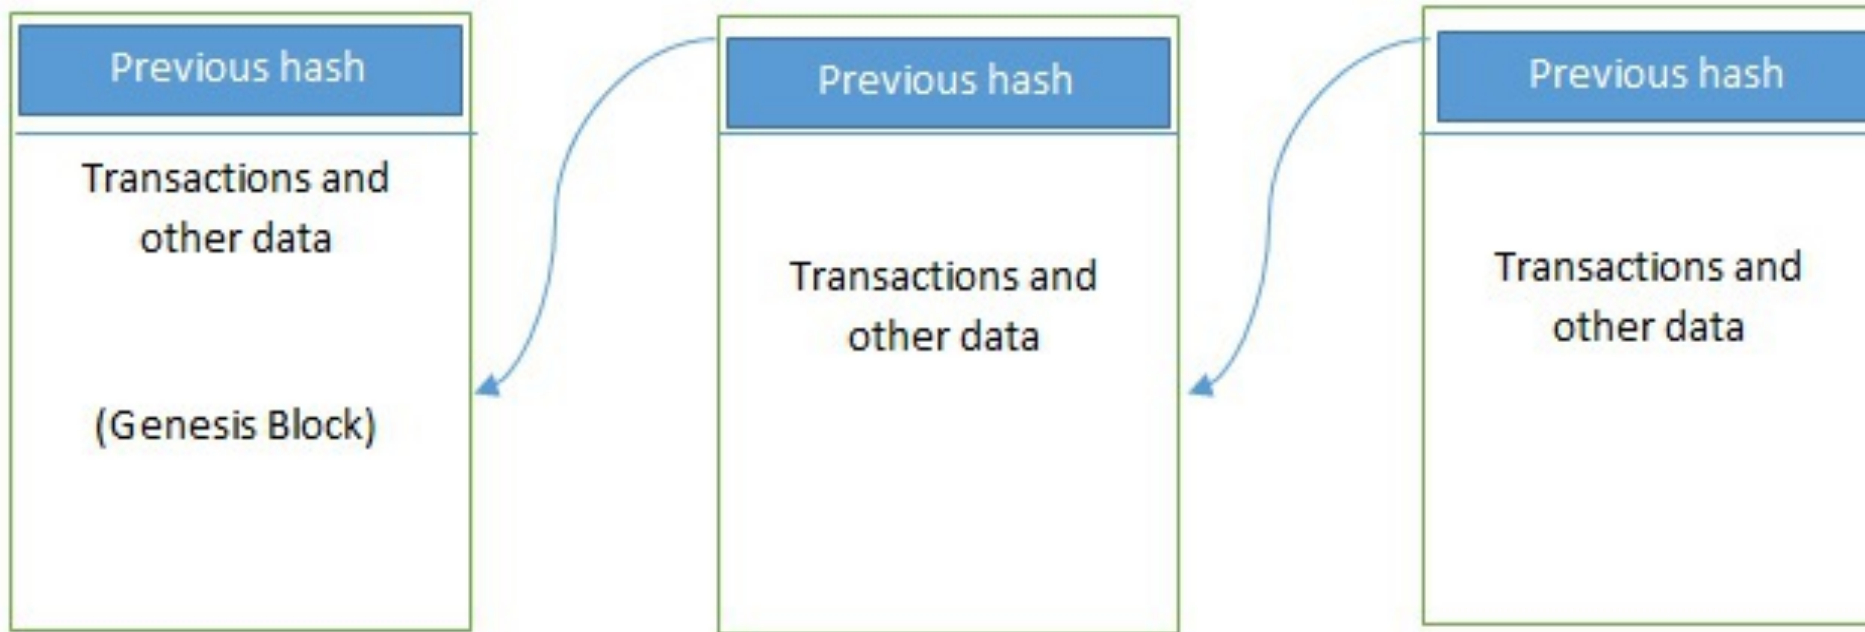 Previous hash
Transactions and
other data
(Genesis Block)
Previous hash
Transactions and
other data
Previous hash
Transactions and
other data